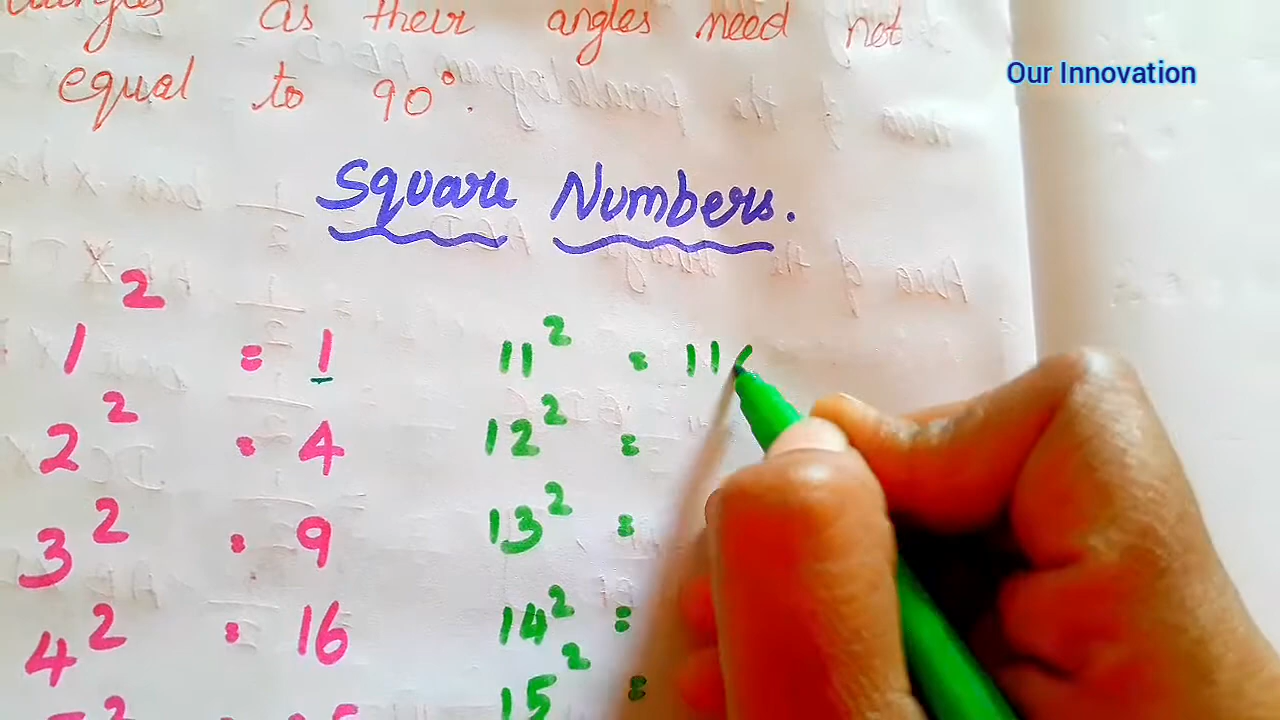 as their angles need not
equal to 90°.
Our Innovation
Square Numbers.
1² = 1
11² = 11
2² = 4
12² =
3² = 9
13² =
4² = 16
14² =
15² =